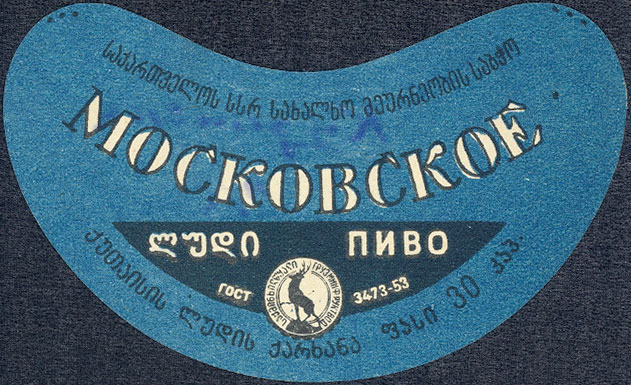 საქართველოს სსრ სახალხო მეურნეობის საბჭო
МОСКОВСКОЕ
ლუდი ПИВО
ГОСТ 3473-53
ქუთაისის ლუდის ქარხანა ფასი 30 კაპ.